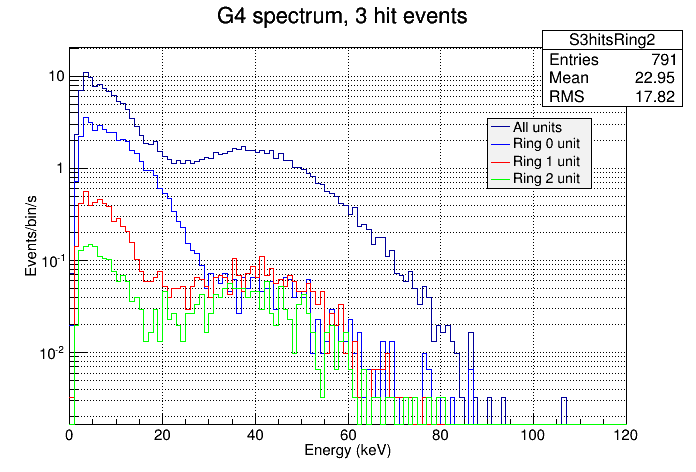 G4 spectrum, 3 hit events
S3hitsRing2
Entries 791
Mean 22.95
RMS 17.82
All units
Ring 0 unit
Ring 1 unit
Ring 2 unit
Events/bin/s
10
1
10-1
10-2
0 20 40 60 80 100 120
Energy (keV)